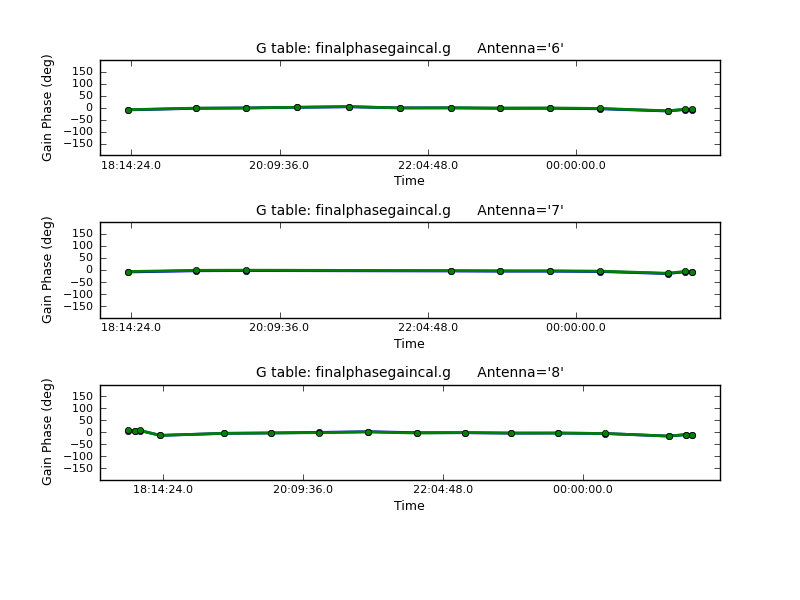 G table: finalphasegaincal.g Antenna='6'
Gain Phase (deg)
150
100
50
0
−50
−100
−150
18:14:24.0 20:09:36.0 22:04:48.0 00:00:00.0
Time
G table: finalphasegaincal.g Antenna='7'
Gain Phase (deg)
150
100
50
0
−50
−100
−150
18:14:24.0 20:09:36.0 22:04:48.0 00:00:00.0
Time
G table: finalphasegaincal.g Antenna='8'
Gain Phase (deg)
150
100
50
0
−50
−100
−150
18:14:24.0 20:09:36.0 22:04:48.0 00:00:00.0
Time